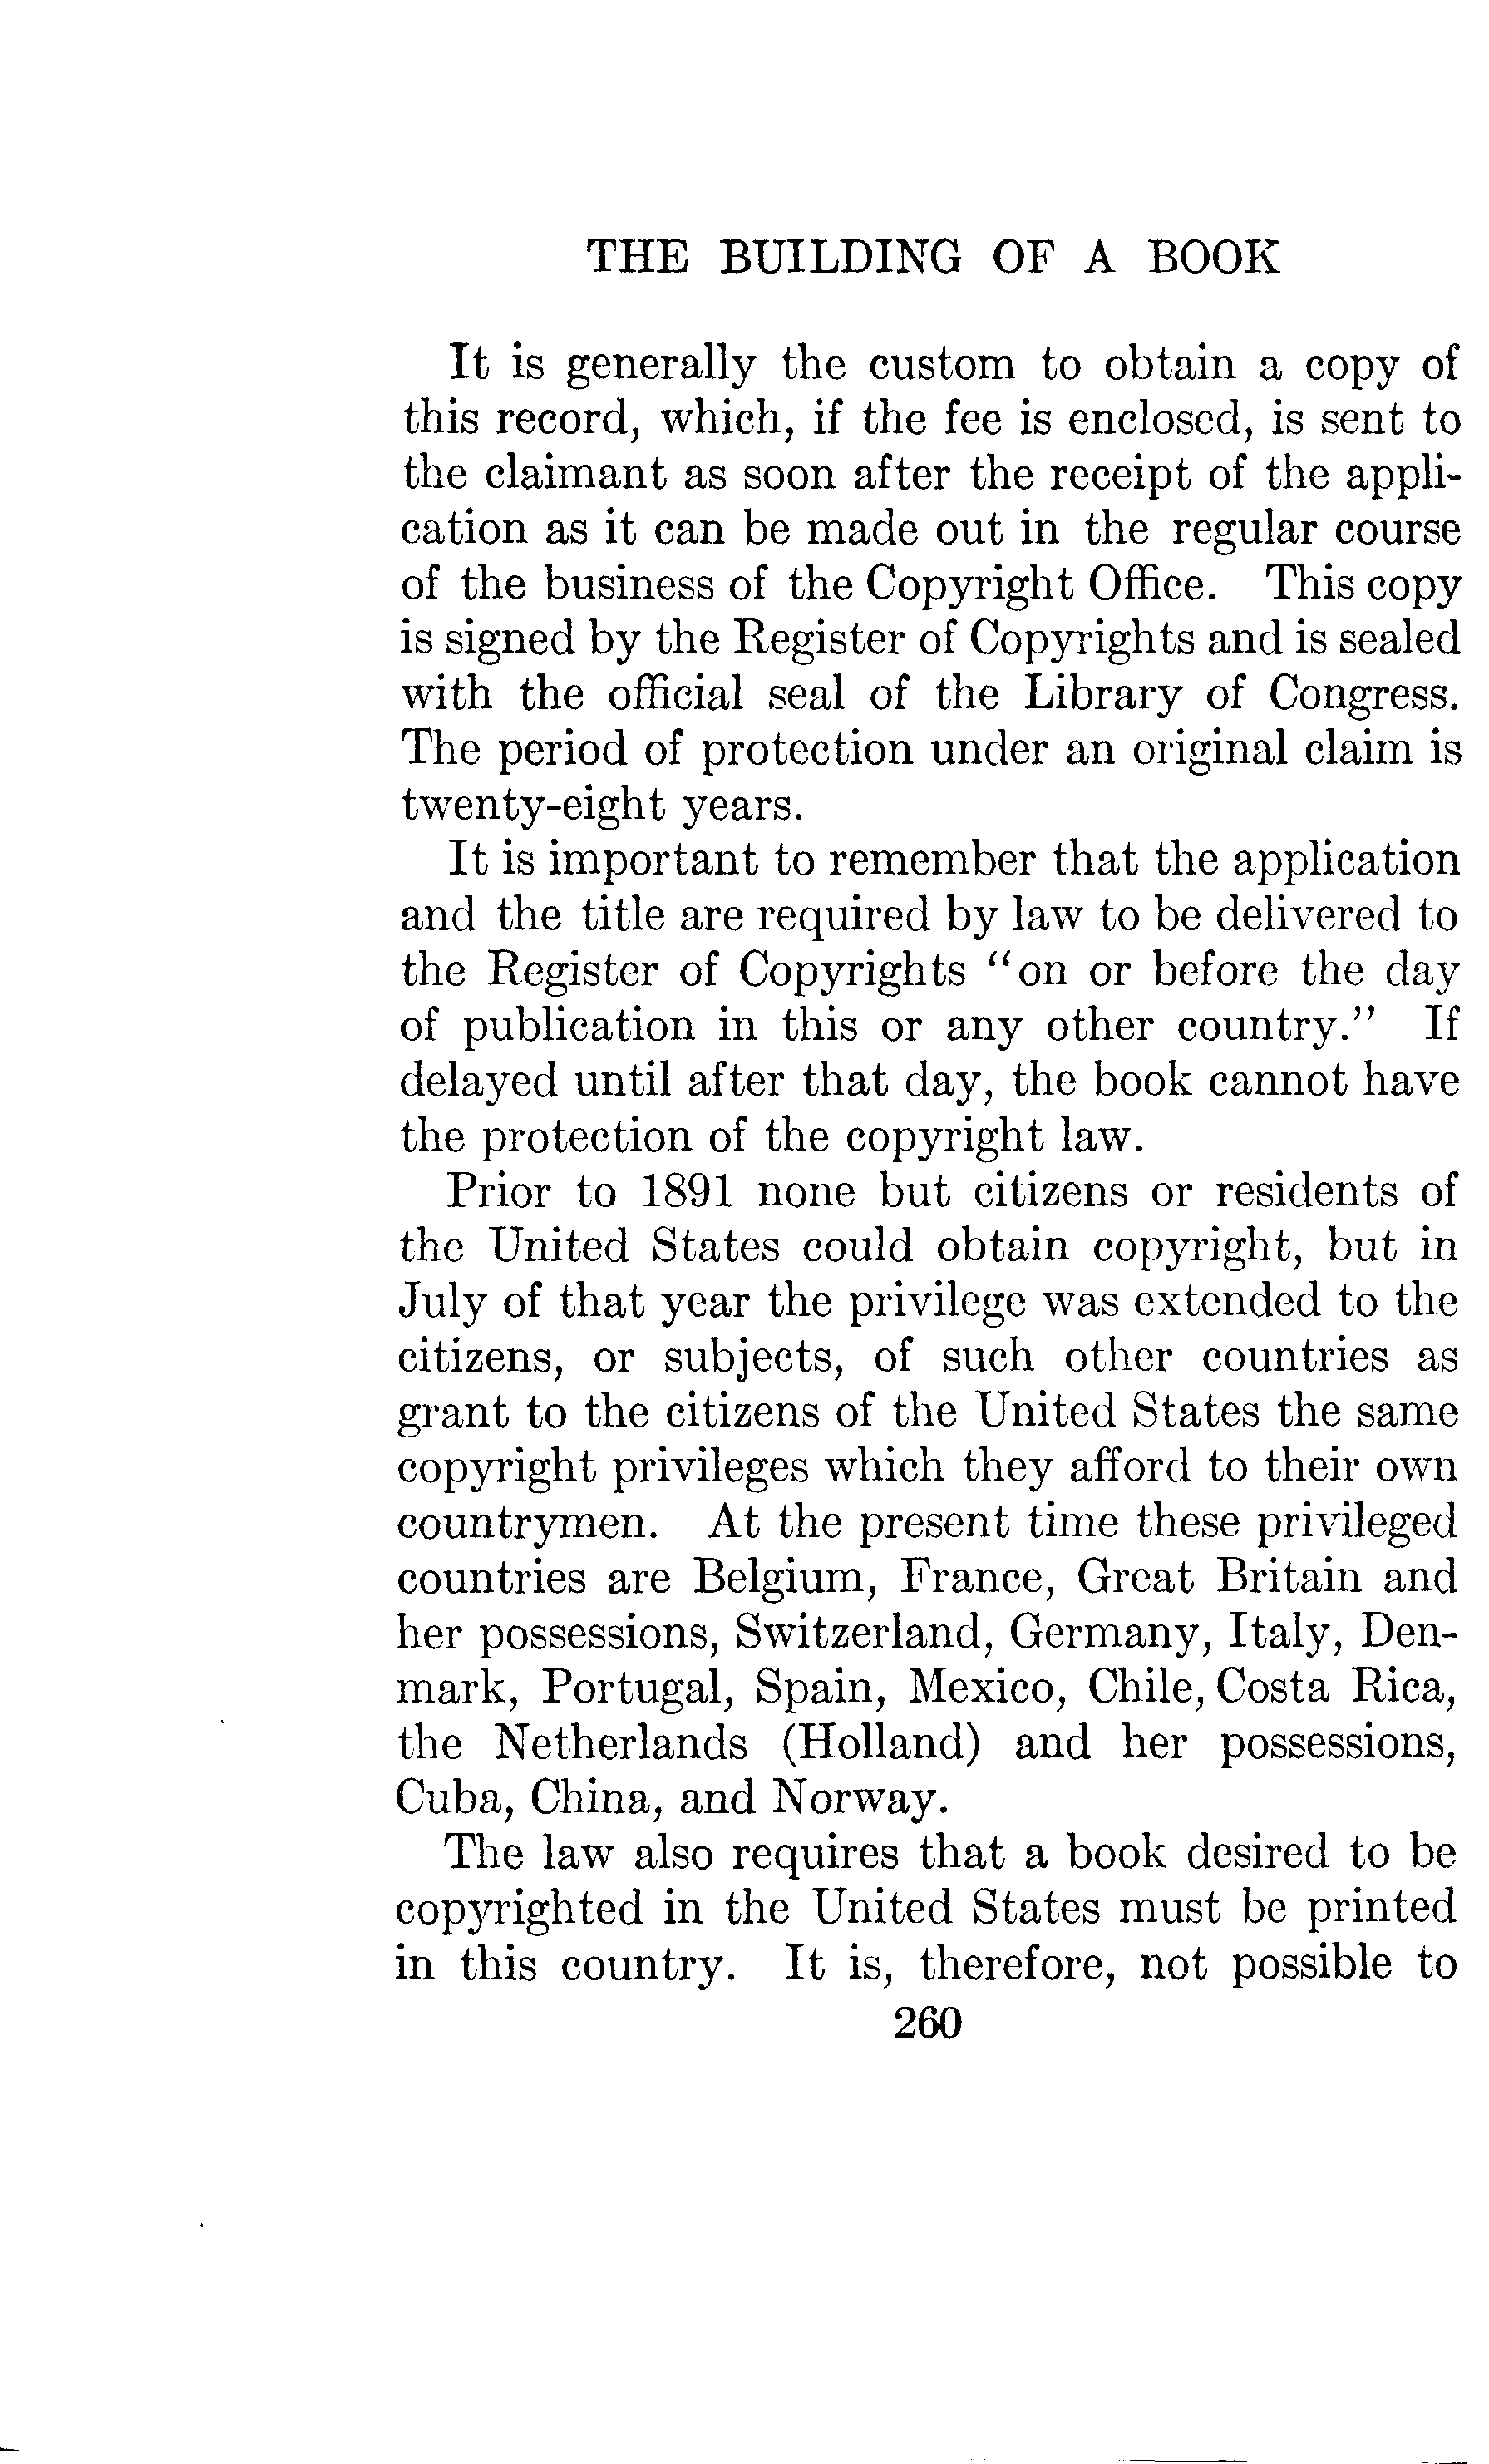 THE BUILDING OF A BOOK
It is generally the custom to obtain a copy of
this record, which, if the fee is enclosed, is sent to
the claimant as soon after the receipt of the appli-
cation as it can be made out in the regular course
of the business of the Copyright Office. This copy
is signed by the Register of Copyrights and is sealed
with the official seal of the Library of Congress.
The period of protection under an original claim is
twenty-eight years.
It is important to remember that the application
and the title are required by law to be delivered to
the Register of Copyrights "on or before the day
of publication in this or any other country." If
delayed until after that day, the book cannot have
the protection of the copyright law.
Prior to 1891 none but citizens or residents of
the United States could obtain copyright, but in
July of that year the privilege was extended to the
citizens, or subjects, of such other countries as
grant to the citizens of the United States the same
copyright privileges which they afford to their own
countrymen. At the present time these privileged
countries are Belgium, France, Great Britain and
her possessions, Switzerland, Germany, Italy, Den-
mark, Portugal, Spain, Mexico, Chile, Costa Rica,
the Netherlands (Holland) and her possessions,
Cuba, China, and Norway.
The law also requires that a book desired to be
copyrighted in the United States must be printed
in this country. It is, therefore, not possible to
260